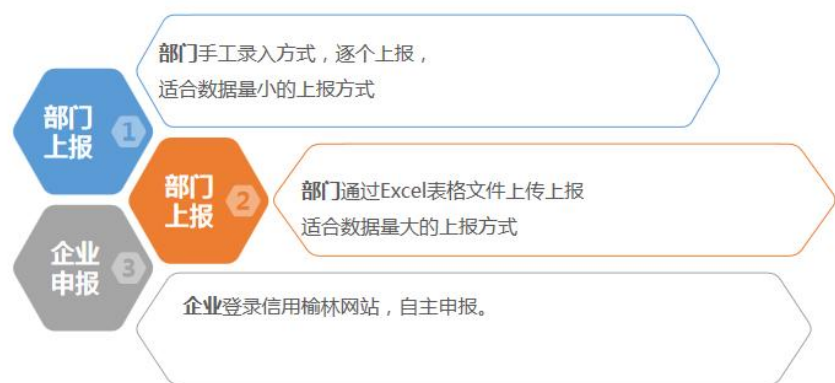 部门手工录入方式，逐个上报，
适合数据量小的上报方式
部门
上报
1
部门
上报
2
部门通过Excel表格文件上传上报
适合数据量大的上报方式
企业
申报
3
企业登录信用榆林网站，自主申报。